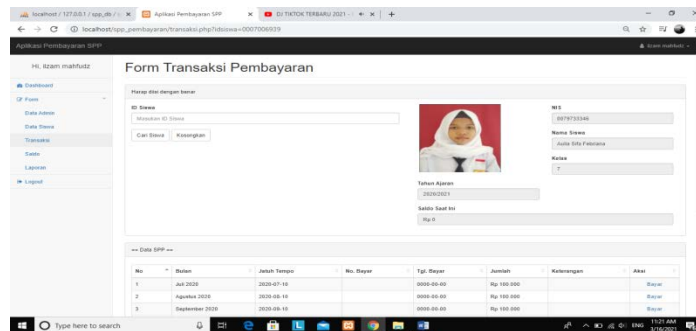 localhost / 127.0.0.1 / spp_db /
Aplikasi Pembayaran SPP
DJ TIKTOK TERBARU 2021 -
localhost/spp_pembayaran/transaksi.php?idsiswa=0007006939
Aplikasi Pembayaran SPP
lizam mahfudz
Hi, lizam mahfudz
Dashboard
Form
Data Admin
Data Siswa
Transaksi
Saldo
Laporan
Logout
Form Transaksi Pembayaran
Harap diisi dengan benar
ID Siswa
Masukan ID Siswa
Cari Siswa Kosongkan
NIS
0079733346
Nama Siswa
Aulia Sifa Febriana
Kelas
7
Tahun Ajaran
2020/2021
Saldo Saat Ini
Rp 0
== Data SPP ==
No Bulan Jatuh Tempo No. Bayar Tgl. Bayar Jumlah Keterangan Aksi
1 Juli 2020 2020-07-10 0000-00-00 Rp 100.000 Bayar
2 Agustus 2020 2020-08-10 0000-00-00 Rp 100.000 Bayar
3 September 2020 2020-09-10 0000-00-00 Rp 100.000 Bayar
Type here to search
ENG
11:21 AM
3/16/2021